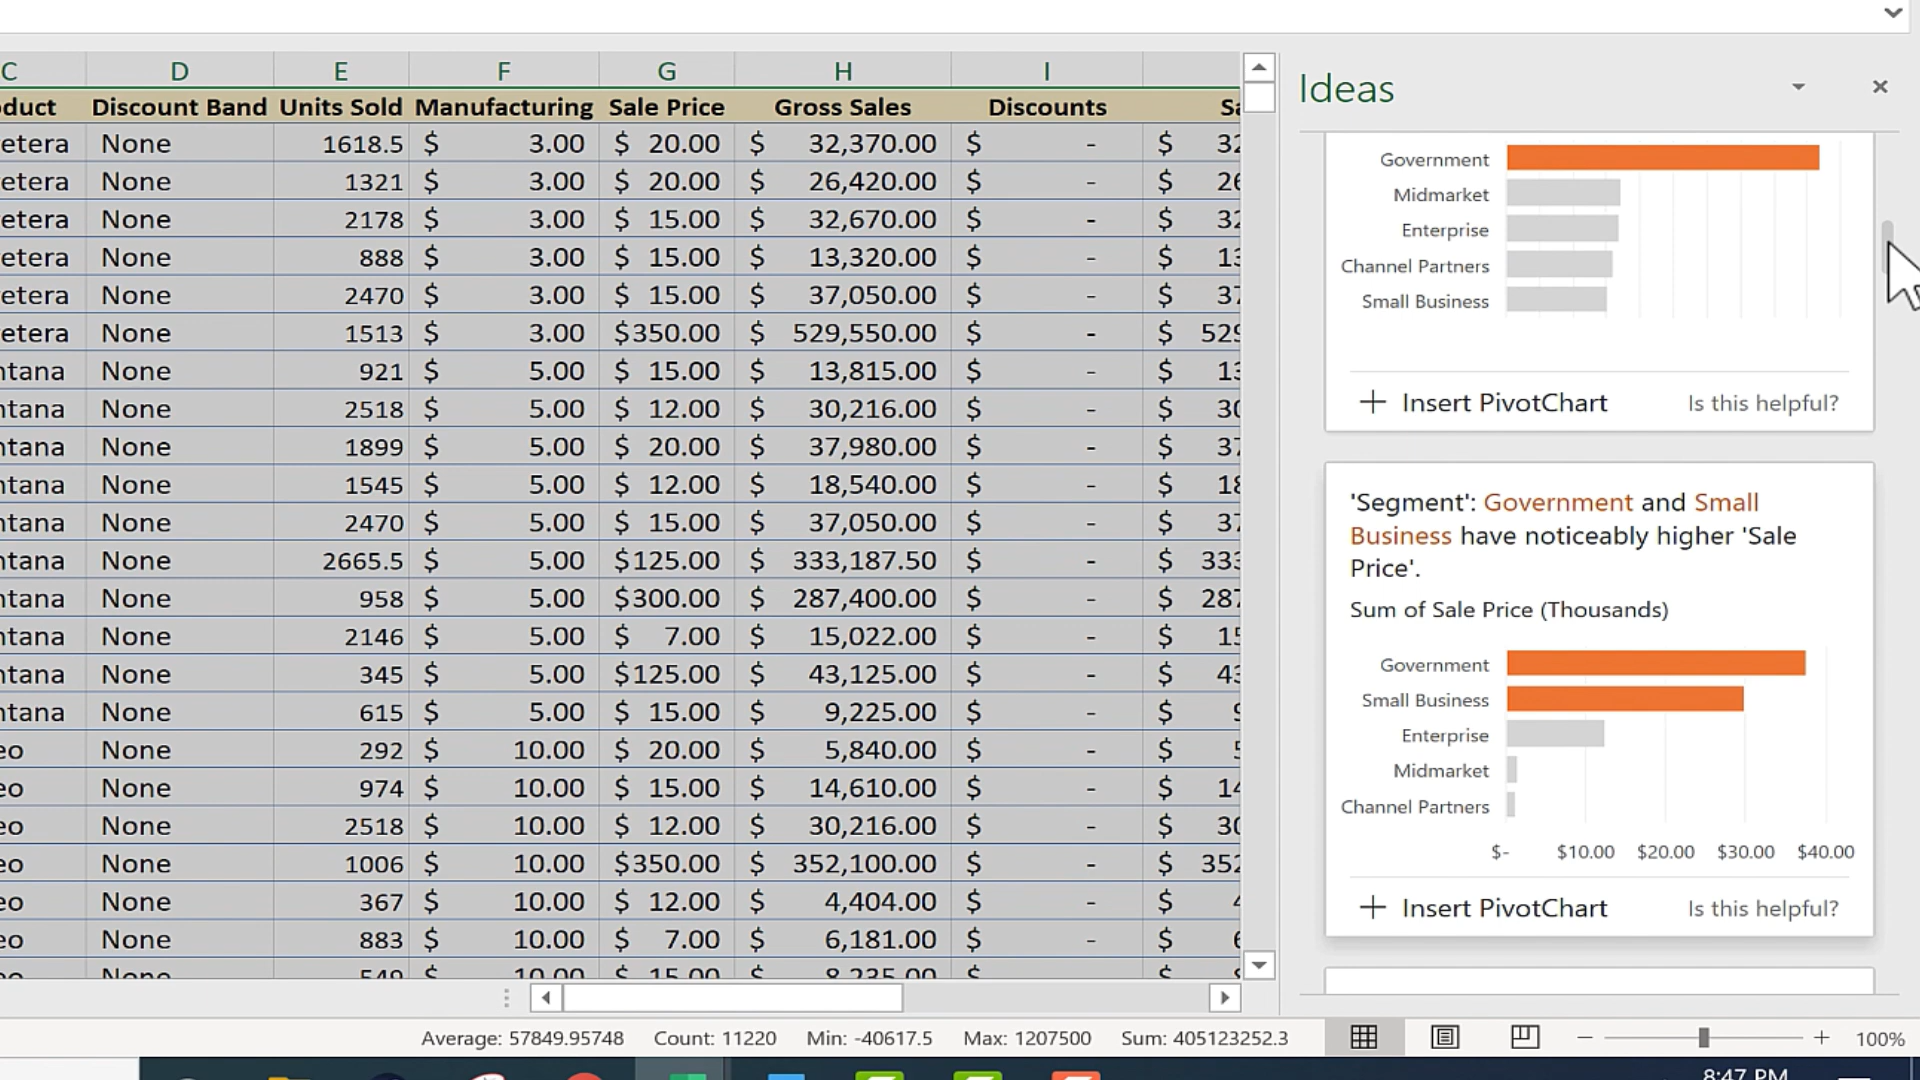 C D E F G H I
duct Discount Band Units Sold Manufacturing Sale Price Gross Sales Discounts Sa
etera None 1618.5 $ 3.00 $ 20.00 $ 32,370.00 $ - $ 32
etera None 1321 $ 3.00 $ 20.00 $ 26,420.00 $ - $ 26
etera None 2178 $ 3.00 $ 15.00 $ 32,670.00 $ - $ 32
etera None 888 $ 3.00 $ 15.00 $ 13,320.00 $ - $ 13
etera None 2470 $ 3.00 $ 15.00 $ 37,050.00 $ - $ 37
etera None 1513 $ 3.00 $350.00 $ 529,550.00 $ - $ 529
ntana None 921 $ 5.00 $ 15.00 $ 13,815.00 $ - $ 13
ntana None 2518 $ 5.00 $ 12.00 $ 30,216.00 $ - $ 30
ntana None 1899 $ 5.00 $ 20.00 $ 37,980.00 $ - $ 37
ntana None 1545 $ 5.00 $ 12.00 $ 18,540.00 $ - $ 18
ntana None 2470 $ 5.00 $ 15.00 $ 37,050.00 $ - $ 37
ntana None 2665.5 $ 5.00 $125.00 $ 333,187.50 $ - $ 333
ntana None 958 $ 5.00 $300.00 $ 287,400.00 $ - $ 287
ntana None 2146 $ 5.00 $ 7.00 $ 15,022.00 $ - $ 15
ntana None 345 $ 5.00 $125.00 $ 43,125.00 $ - $ 43
ntana None 615 $ 5.00 $ 15.00 $ 9,225.00 $ - $ 9
eo None 292 $ 10.00 $ 20.00 $ 5,840.00 $ - $ 5
eo None 974 $ 10.00 $ 15.00 $ 14,610.00 $ - $ 14
eo None 2518 $ 10.00 $ 12.00 $ 30,216.00 $ - $ 30
eo None 1006 $ 10.00 $350.00 $ 352,100.00 $ - $ 352
eo None 367 $ 10.00 $ 12.00 $ 4,404.00 $ - $ 4
eo None 883 $ 10.00 $ 7.00 $ 6,181.00 $ - $ 6
eo None 549 $ 10.00 $ 15.00 $ 8,235.00 $ - $ 8
Ideas
Government
Midmarket
Enterprise
Channel Partners
Small Business
+ Insert PivotChart Is this helpful?
'Segment': Government and Small
Business have noticeably higher 'Sale
Price'.
Sum of Sale Price (Thousands)
Government
Small Business
Enterprise
Midmarket
Channel Partners
$- $10.00 $20.00 $30.00 $40.00
+ Insert PivotChart Is this helpful?
Average: 57849.95748 Count: 11220 Min: -40617.5 Max: 1207500 Sum: 405123252.3 100%
8:47 PM